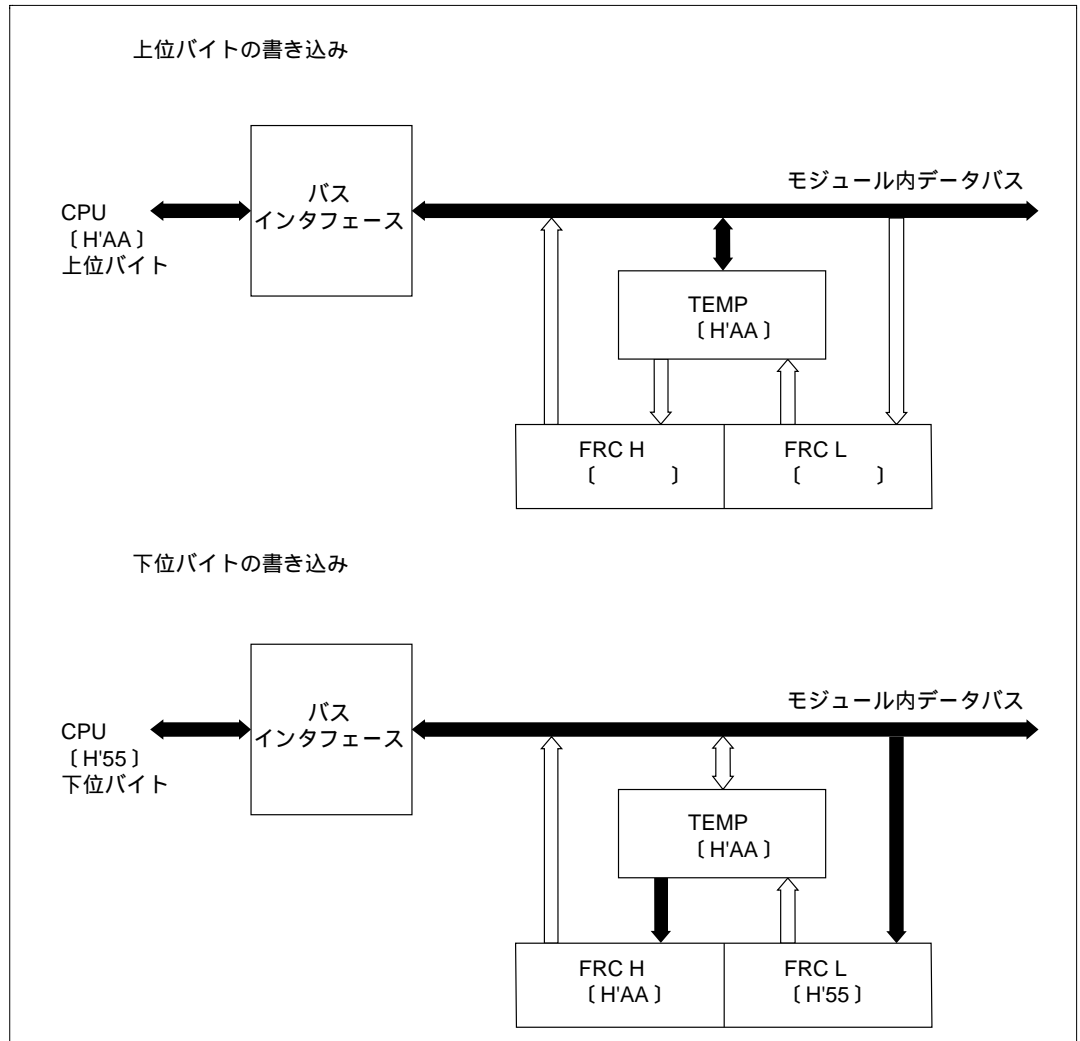 上位バイトの書き込み
バス
インタフェース
モジュール内データバス
CPU
〔H'AA〕
上位バイト
TEMP
〔H'AA〕
FRC H
〔　　〕
FRC L
〔　　〕
下位バイトの書き込み
バス
インタフェース
モジュール内データバス
CPU
〔H'55〕
下位バイト
TEMP
〔H'AA〕
FRC H
〔H'AA〕
FRC L
〔H'55〕